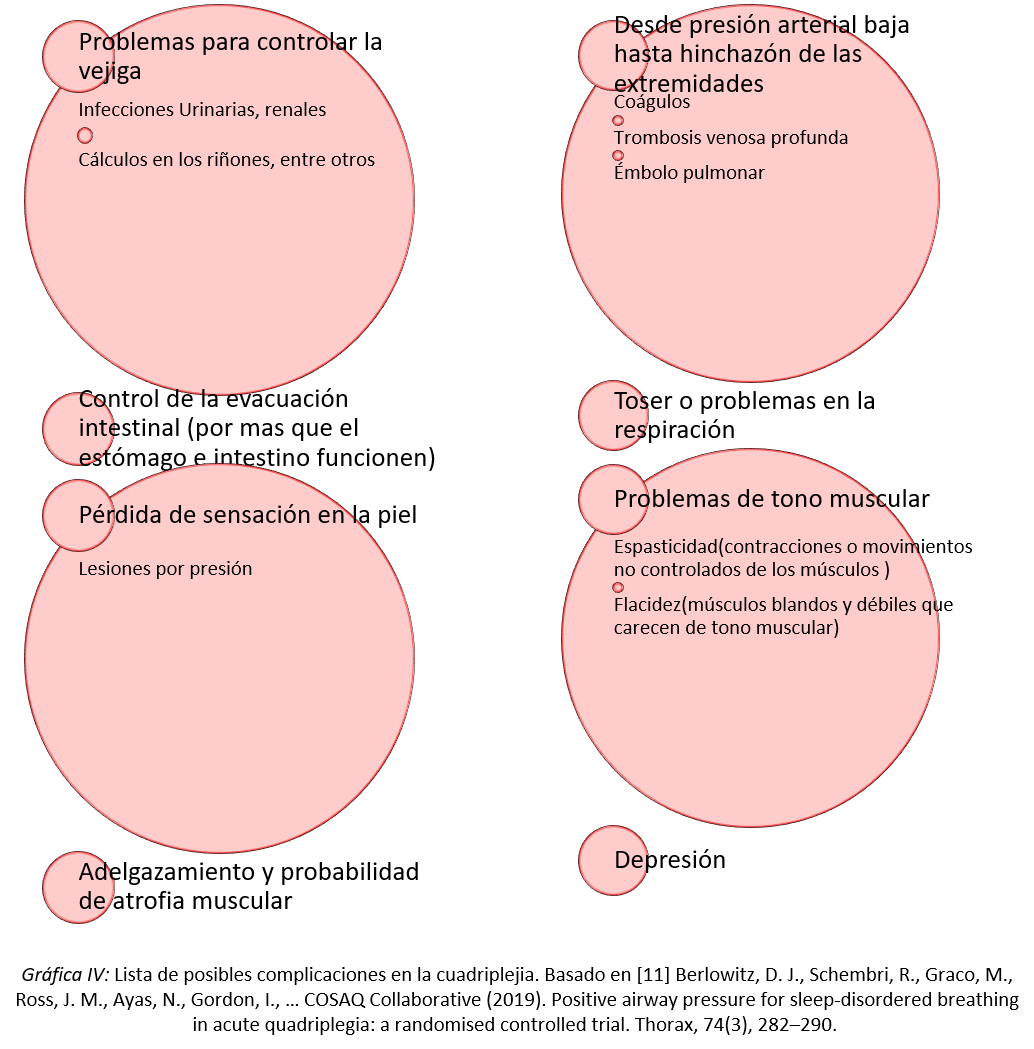 Problemas para controlar la
vejiga
Infecciones Urinarias, renales
Cálculos en los riñones, entre otros
Control de la evacuación
intestinal (por mas que el
estómago e intestino funcionen)
Pérdida de sensación en la piel
Lesiones por presión
Adelgazamiento y probabilidad
de atrofia muscular
Desde presión arterial baja
hasta hinchazón de las
extremidades
Coágulos
Trombosis venosa profunda
Émbolo pulmonar
Toser o problemas en la
respiración
Problemas de tono muscular
Espasticidad(contracciones o movimientos
no controlados de los músculos )
Flacidez(músculos blandos y débiles que
carecen de tono muscular)
Depresión
Gráfica IV: Lista de posibles complicaciones en la cuadriplejia. Basado en [11] Berlowitz, D. J., Schembri, R., Graco, M.,
Ross, J. M., Ayas, N., Gordon, I., … COSAQ Collaborative (2019). Positive airway pressure for sleep-disordered breathing
in acute quadriplegia: a randomised controlled trial. Thorax, 74(3), 282–290.